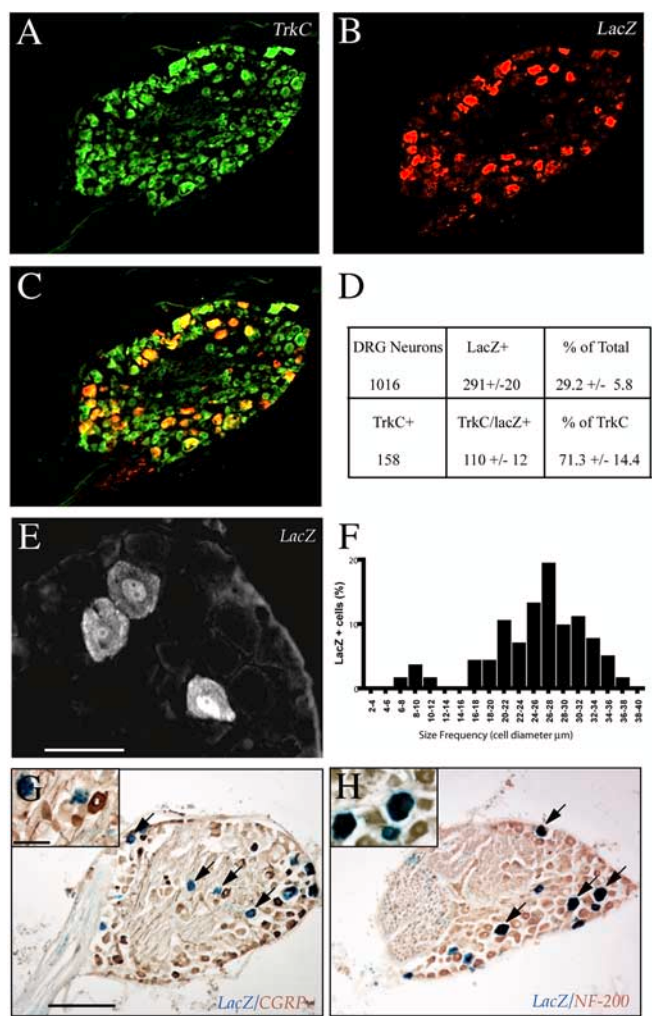 A
TrkC
B
LacZ
C
D
DRG Neurons
LacZ+
% of Total
1016
291+/-20
29.2 +/- 5.8
TrkC+
TrkC/lacZ+
% of TrkC
158
110 +/- 12
71.3 +/- 14.4
E
LacZ
F
LacZ + cells (%)
20
10
0
2-4
6-8
8-10
10-12
14-16
16-18
18-20
20-22
22-24
24-26
26-28
28-30
30-32
32-34
34-36
36-38
38-40
Size Frequency (cell diameter μm)
G
LacZ/CGRP
H
LacZ/NF-200